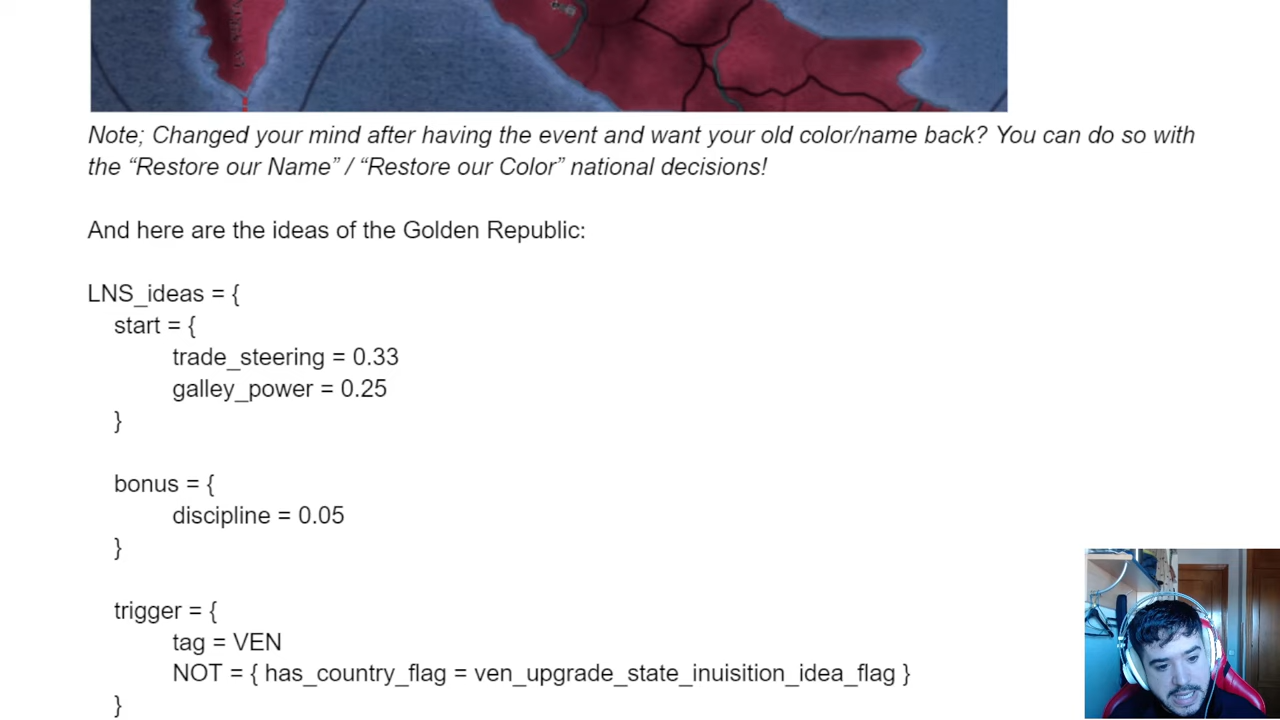 Note; Changed your mind after having the event and want your old color/name back? You can do so with
the “Restore our Name” / “Restore our Color” national decisions!
And here are the ideas of the Golden Republic:
LNS_ideas = {
start = {
trade_steering = 0.33
galley_power = 0.25
}
bonus = {
discipline = 0.05
}
trigger = {
tag = VEN
NOT = { has_country_flag = ven_upgrade_state_inuisition_idea_flag }
}